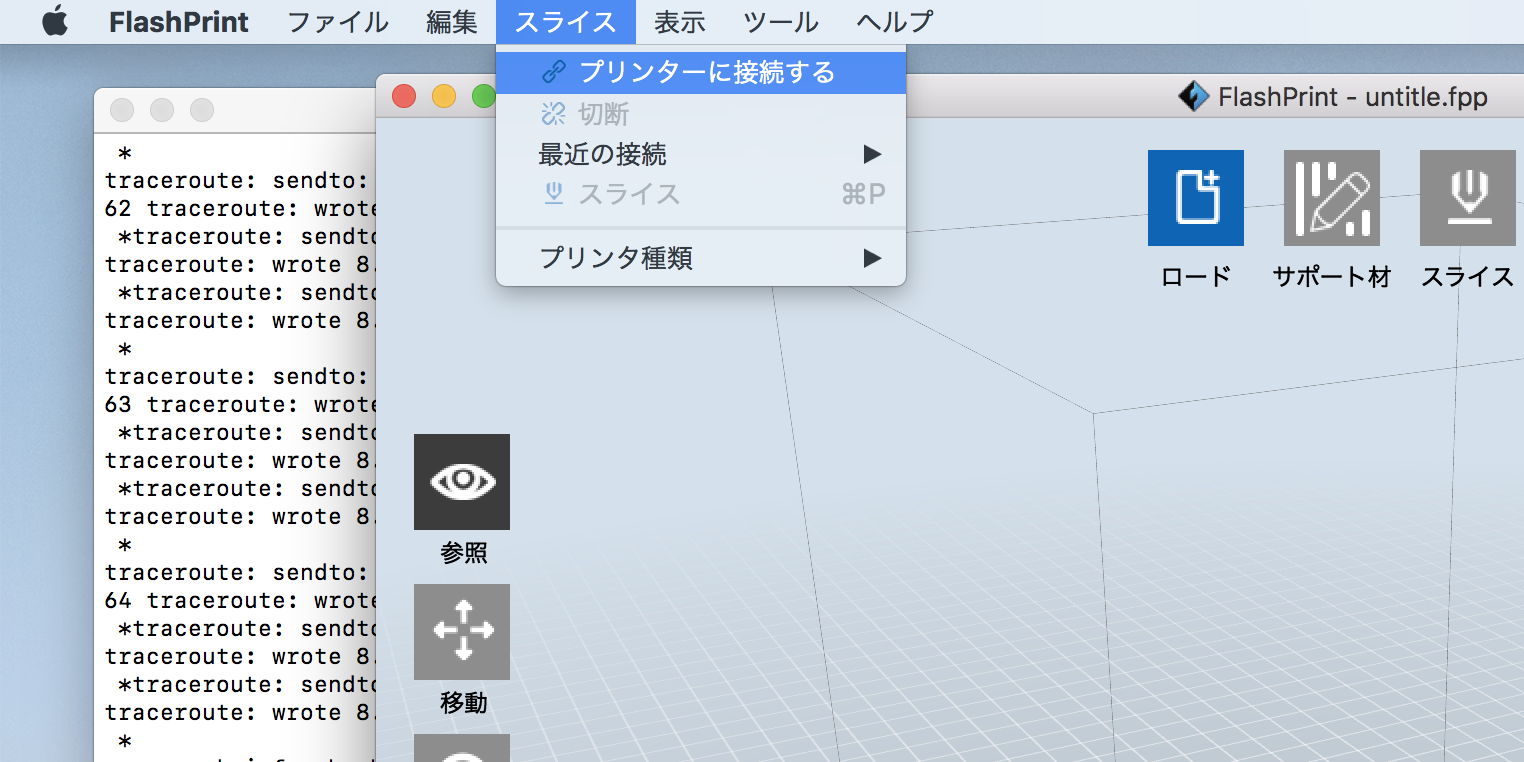 FlashPrint ファイル 編集 スライス 表示 ツール ヘルプ
プリンターに接続する
切断
最近の接続 ▶
スライス ⌘P
プリンタ種類 ▶
FlashPrint - untitle.fpp
ロード サポート材 スライス
参照
移動
*
traceroute: sendto:
62 traceroute: wrote
*traceroute: sendto
traceroute: wrote 8.
*traceroute: sendto
traceroute: wrote 8.
*
traceroute: sendto:
63 traceroute: wrote
*traceroute: sendto
traceroute: wrote 8.
*traceroute: sendto
traceroute: wrote 8.
*
traceroute: sendto:
64 traceroute: wrote
*traceroute: sendto
traceroute: wrote 8.
*traceroute: sendto
traceroute: wrote 8.
*